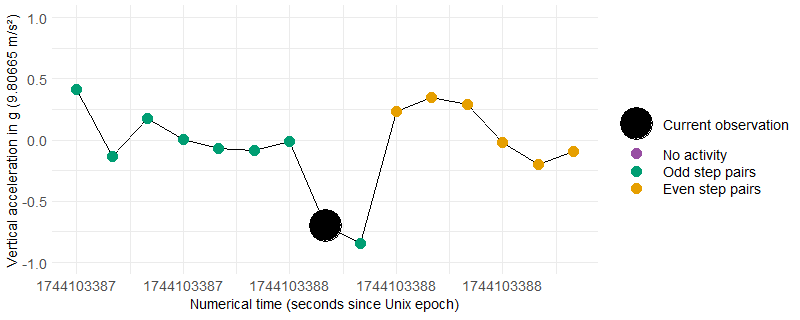 Vertical acceleration in g (9.80665 m/s²)
1.0
0.5
0.0
-0.5
-1.0
1744103387 1744103387 1744103388 1744103388 1744103388
Numerical time (seconds since Unix epoch)
Current observation
No activity
Odd step pairs
Even step pairs